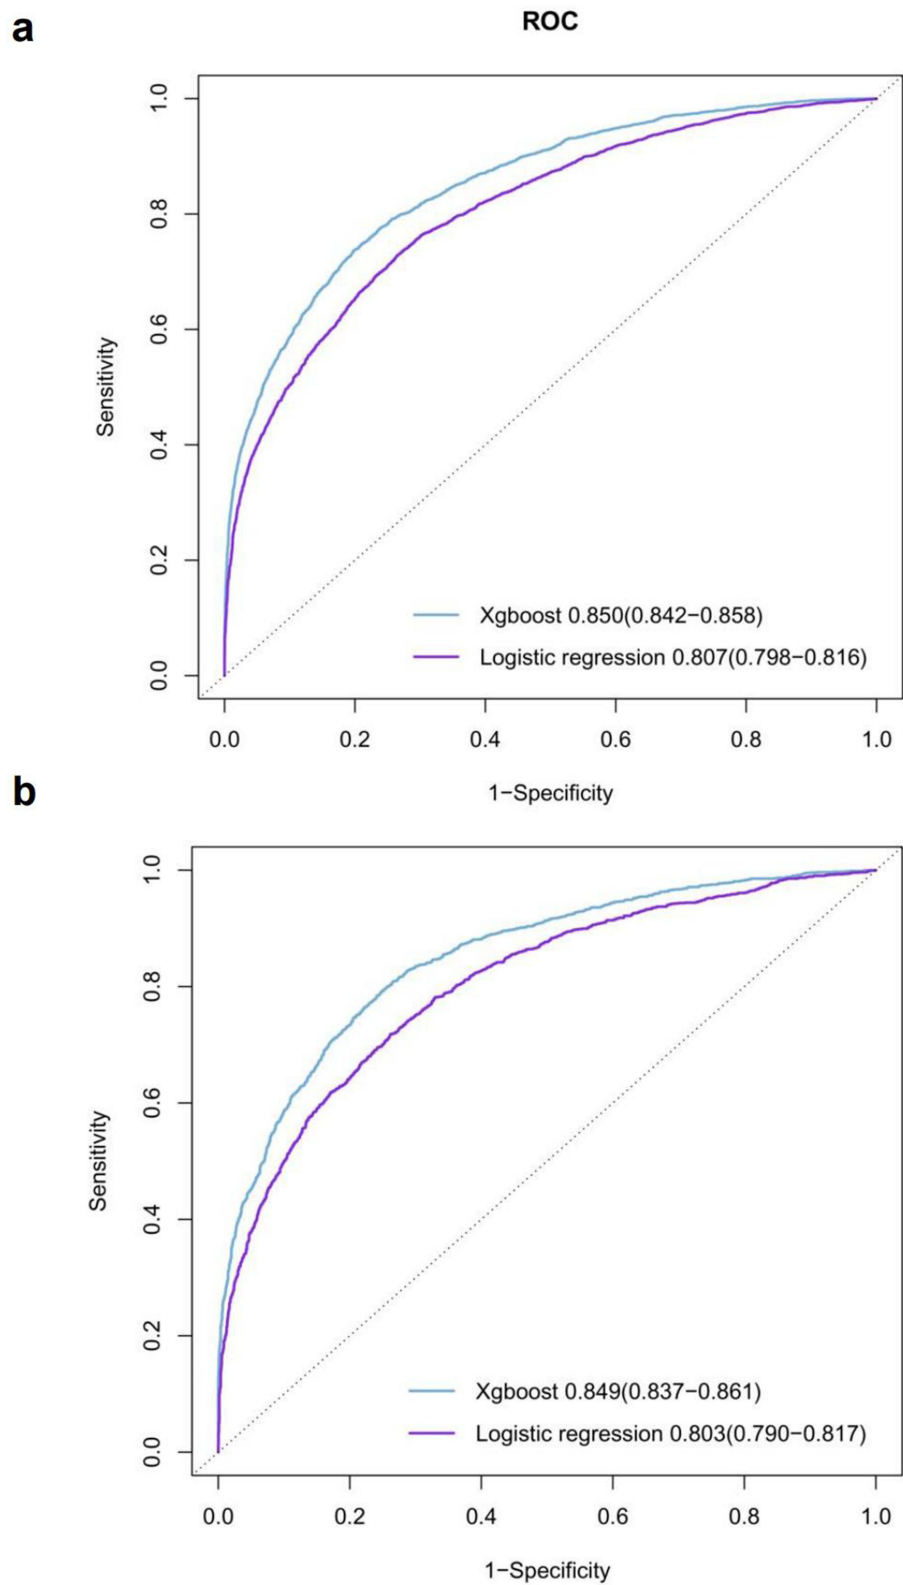 a
ROC
1.0
0.8
0.6
0.4
0.2
0.0
Sensitivity
Xgboost 0.850(0.842−0.858)
Logistic regression 0.807(0.798−0.816)
0.0 0.2 0.4 0.6 0.8 1.0
1−Specificity
b
1.0
0.8
0.6
0.4
0.2
0.0
Sensitivity
Xgboost 0.849(0.837−0.861)
Logistic regression 0.803(0.790−0.817)
0.0 0.2 0.4 0.6 0.8 1.0
1−Specificity